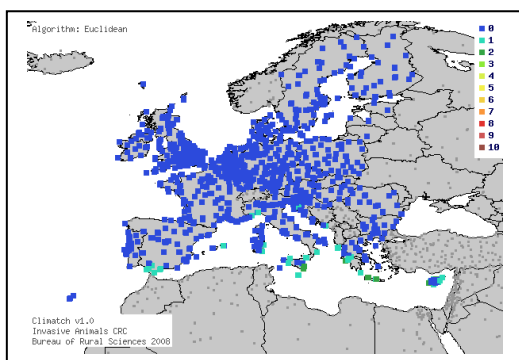 Algorithm: Euclidean
0
1
2
3
4
5
6
7
8
9
10
Climatch v1.0
Invasive Animals CRC
Bureau of Rural Sciences 2008